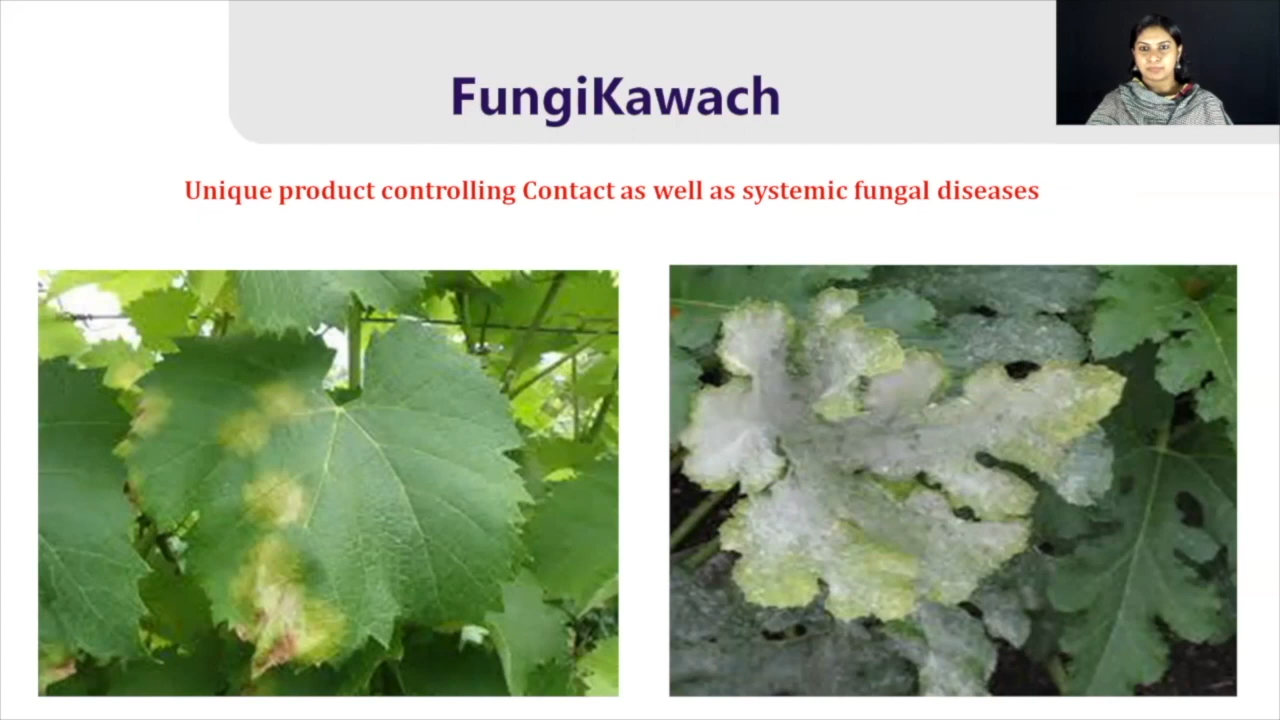 FungiKawach
Unique product controlling Contact as well as systemic fungal diseases